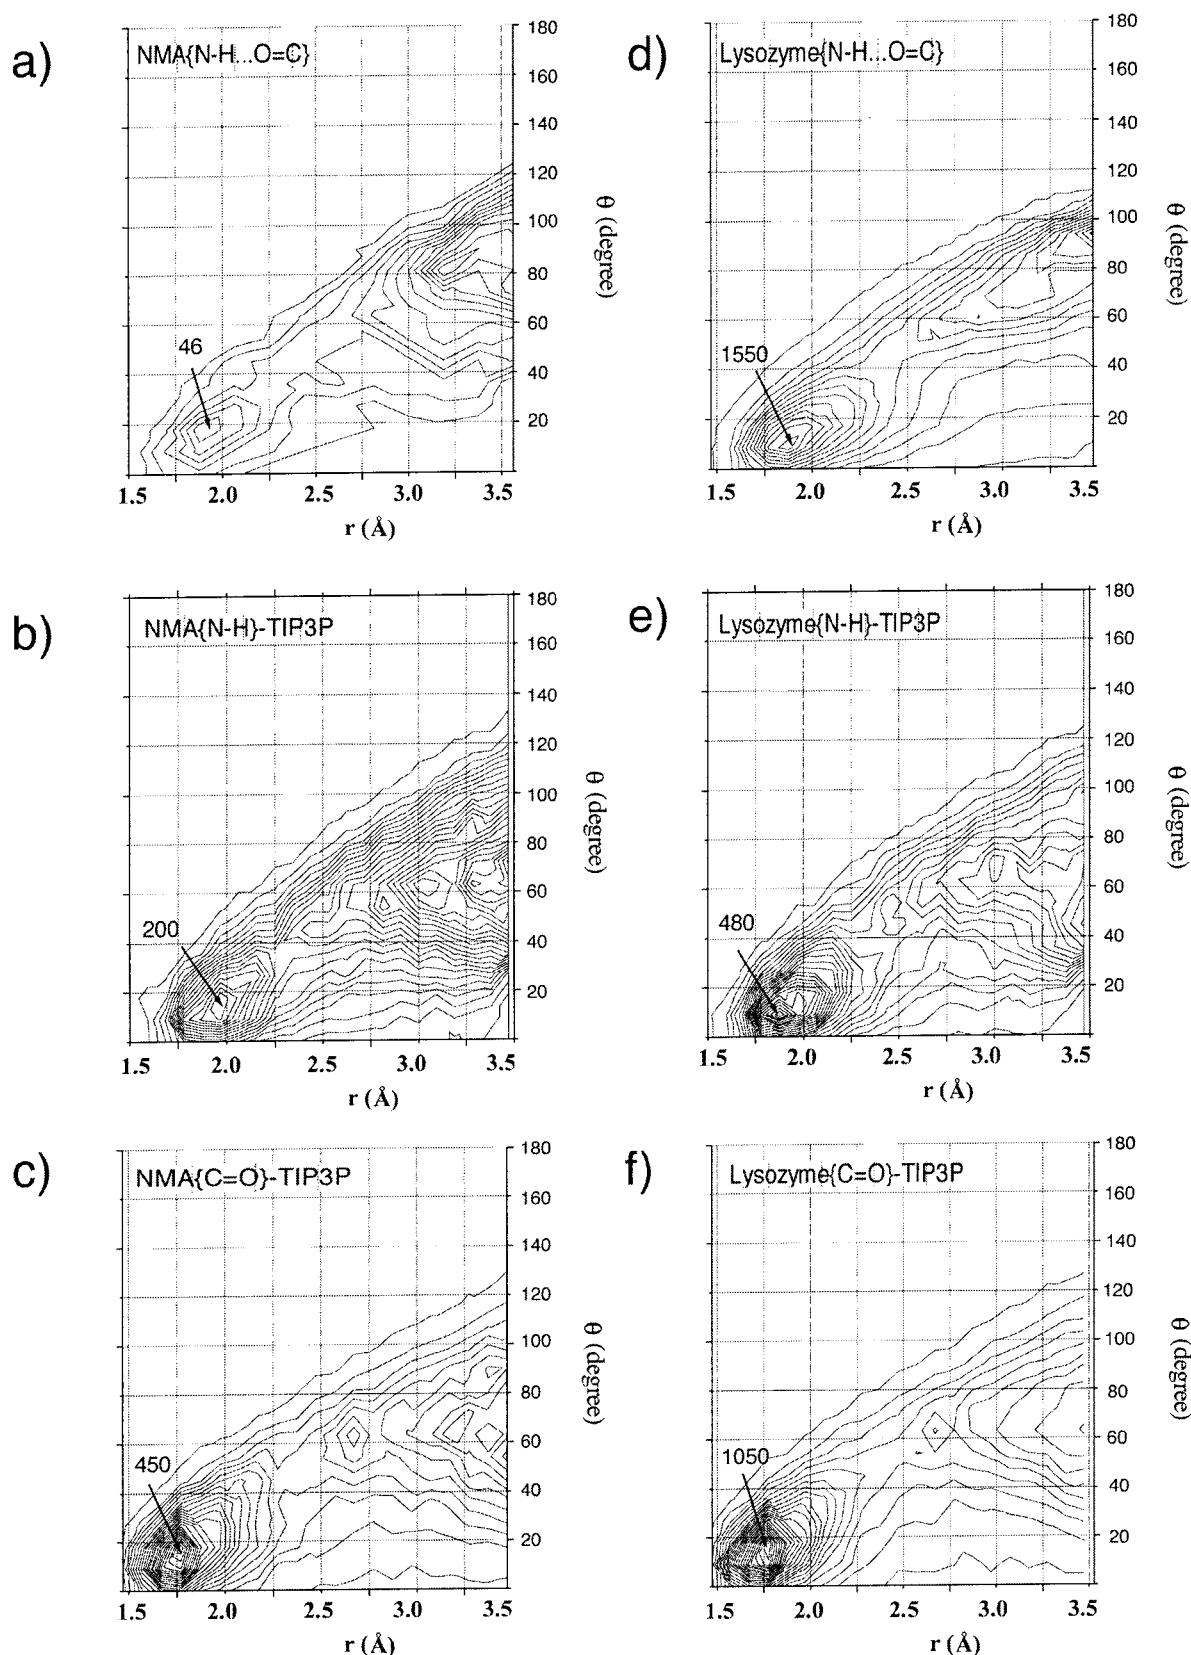 a)
NMA{N-H...O=C}
180
160
140
120
100
80
60
40
20
θ (degree)
46
1.5 2.0 2.5 3.0 3.5
r (Å)
d)
Lysozyme{N-H...O=C}
180
160
140
120
100
80
60
40
20
θ (degree)
1550
1.5 2.0 2.5 3.0 3.5
r (Å)
b)
NMA{N-H}-TIP3P
180
160
140
120
100
80
60
40
20
θ (degree)
200
1.5 2.0 2.5 3.0 3.5
r (Å)
e)
Lysozyme{N-H}-TIP3P
180
160
140
120
100
80
60
40
20
θ (degree)
480
1.5 2.0 2.5 3.0 3.5
r (Å)
c)
NMA{C=O}-TIP3P
180
160
140
120
100
80
60
40
20
θ (degree)
450
1.5 2.0 2.5 3.0 3.5
r (Å)
f)
Lysozyme{C=O}-TIP3P
180
160
140
120
100
80
60
40
20
θ (degree)
1050
1.5 2.0 2.5 3.0 3.5
r (Å)